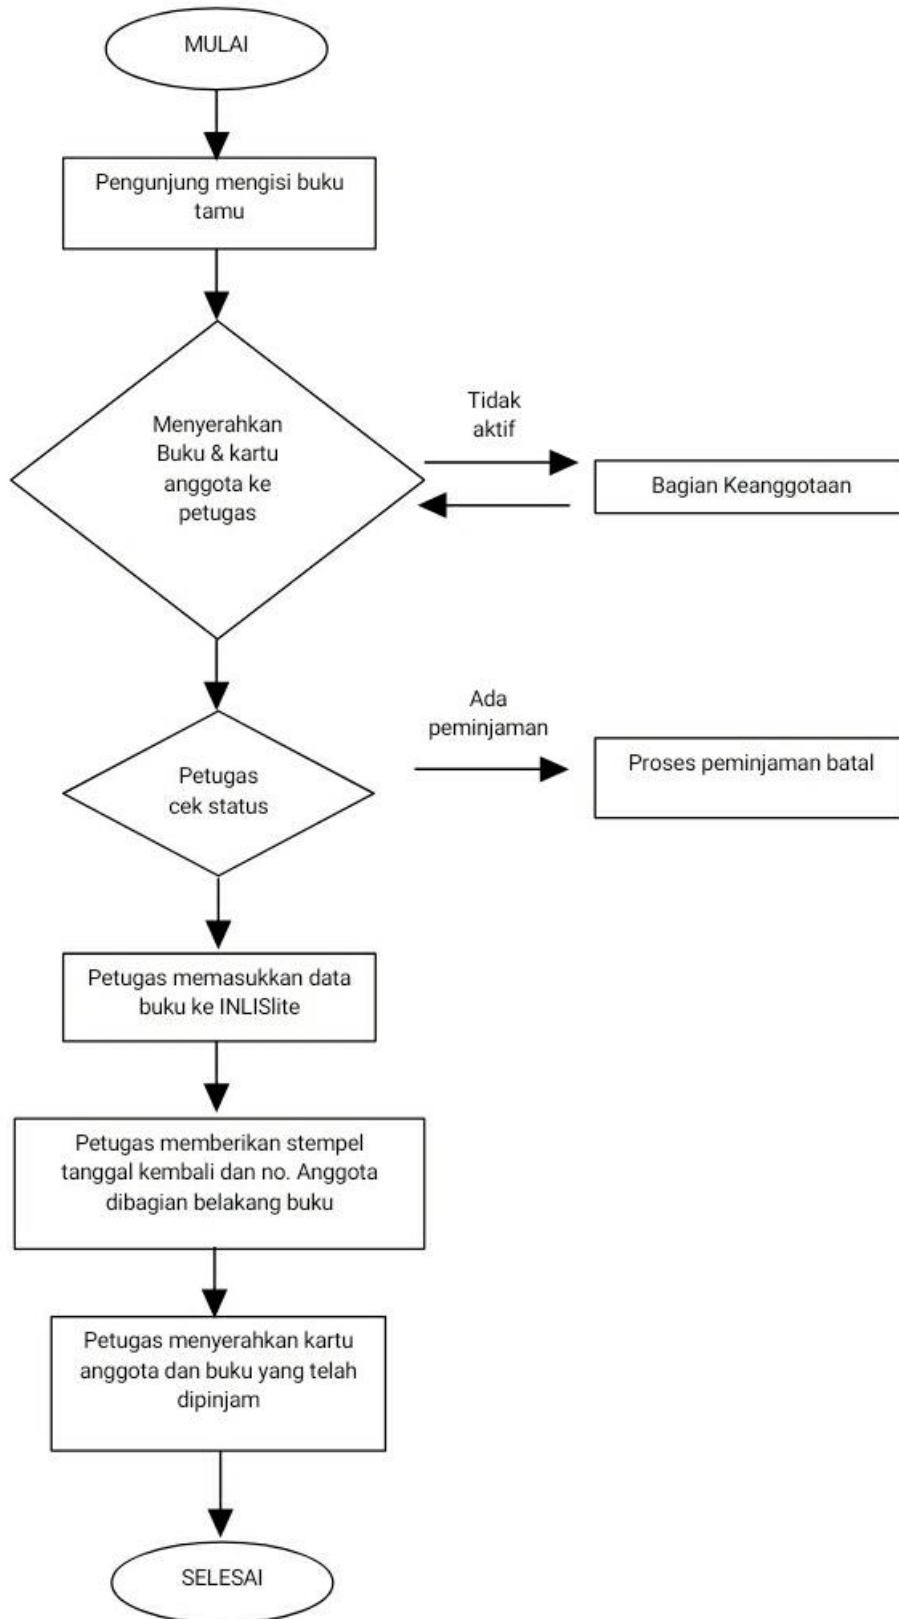 MULAI
Pengunjung mengisi buku
tamu
Menyerahkan
Buku & kartu
anggota ke
petugas
Tidak
aktif
Bagian Keanggotaan
Petugas
cek status
Ada
peminjaman
Proses peminjaman batal
Petugas memasukkan data
buku ke INLISlite
Petugas memberikan stempel
tanggal kembali dan no. Anggota
dibagian belakang buku
Petugas menyerahkan kartu
anggota dan buku yang telah
dipinjam
SELESAI